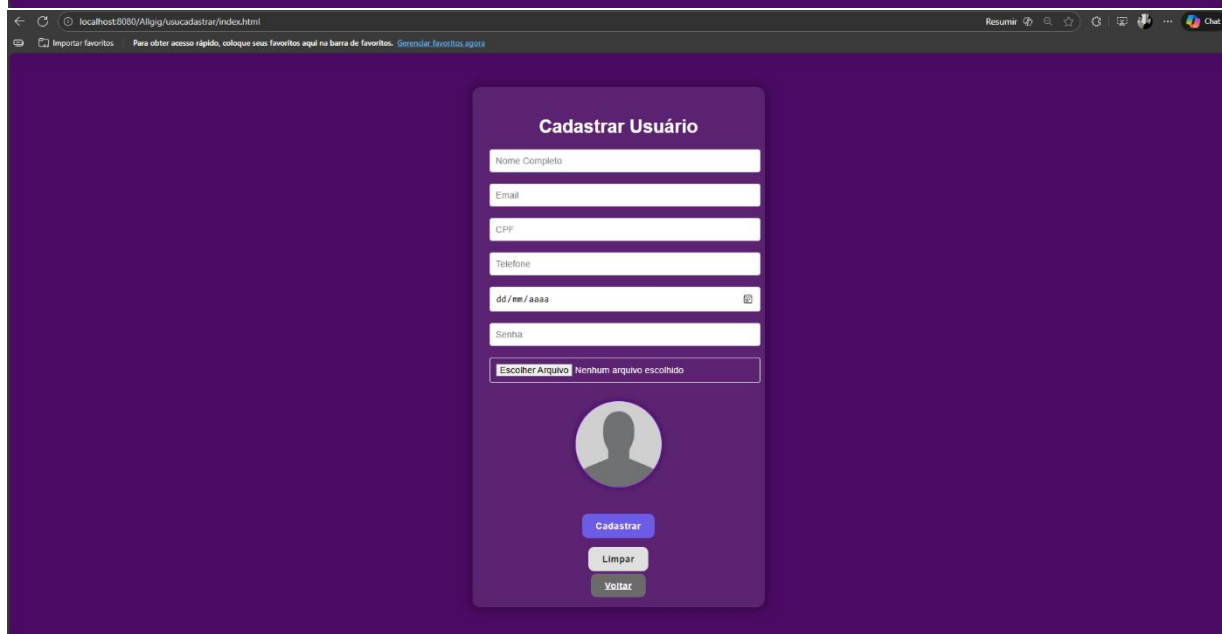 localhost:8080/Allgig/usucadastrar/index.html Resumir Chat
Importar favoritos Para obter acesso rápido, coloque seus favoritos aqui na barra de favoritos. Gerenciar favoritos agora
Cadastrar Usuário
Nome Completo
Email
CPF
Telefone
dd/mm/aaaa
Senha
Escolher Arquivo Nenhum arquivo escolhido
Cadastrar
Limpar
Voltar